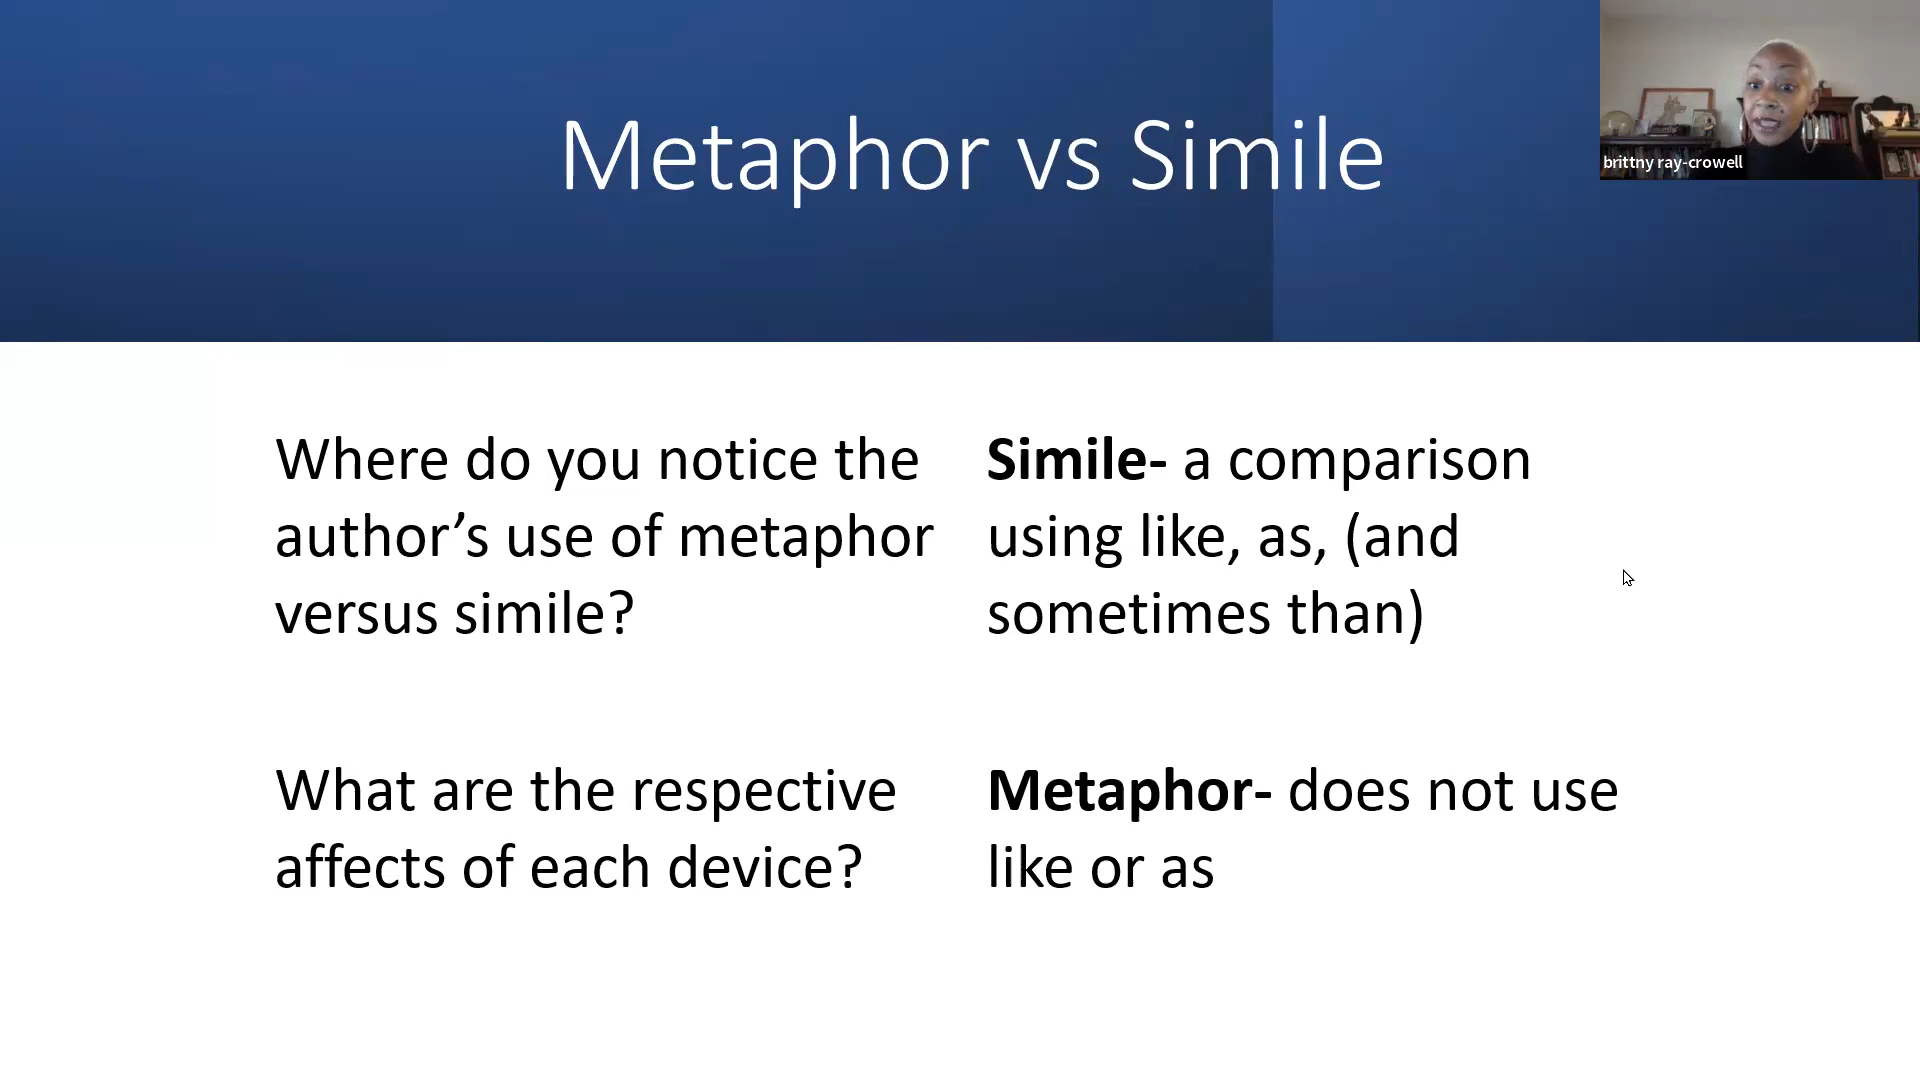 Metaphor vs Simile
brittny ray-crowell
Where do you notice the
author’s use of metaphor
versus simile?
What are the respective
affects of each device?
Simile- a comparison
using like, as, (and
sometimes than)
Metaphor- does not use
like or as